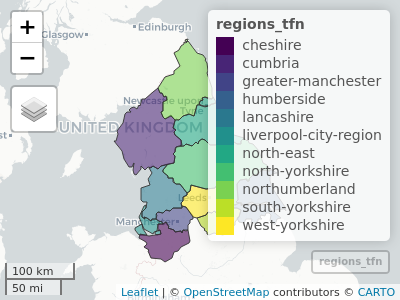 +
−
Glasgow
Edinburgh
Newcastle upon
Tyne
UNITED KINGDOM
Leeds
Manchester
regions_tfn
cheshire
cumbria
greater-manchester
humberside
lancashire
liverpool-city-region
north-east
north-yorkshire
northumberland
south-yorkshire
west-yorkshire
regions_tfn
100 km
50 mi
Leaflet | © OpenStreetMap contributors © CARTO